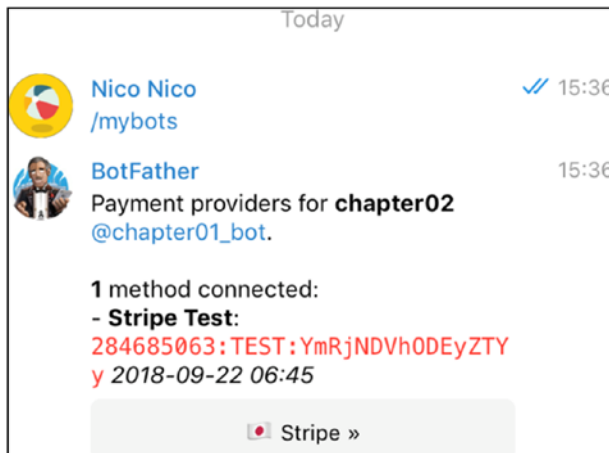 Today
Nico Nico 15:36
/mybots
BotFather 15:36
Payment providers for chapter02
@chapter01_bot.
1 method connected:
- Stripe Test:
284685063:TEST:YmRjNDVhODEyZTY
y 2018-09-22 06:45
Stripe »